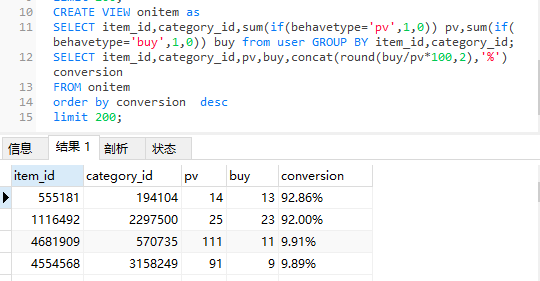 10 CREATE VIEW onitem as
11 SELECT item_id,category_id,sum(if(behavetype='pv',1,0)) pv,sum(if(
behavetype='buy',1,0)) buy from user GROUP BY item_id,category_id;
12 SELECT item_id,category_id,pv,buy,concat(round(buy/pv*100,2),'%')
conversion
13 FROM onitem
14 order by conversion  desc
15 limit 200;
信息 结果 1 剖析 状态
item_id category_id pv buy conversion
555181 194104 14 13 92.86%
1116492 2297500 25 23 92.00%
4681909 570735 111 11 9.91%
4554568 3158249 91 9 9.89%